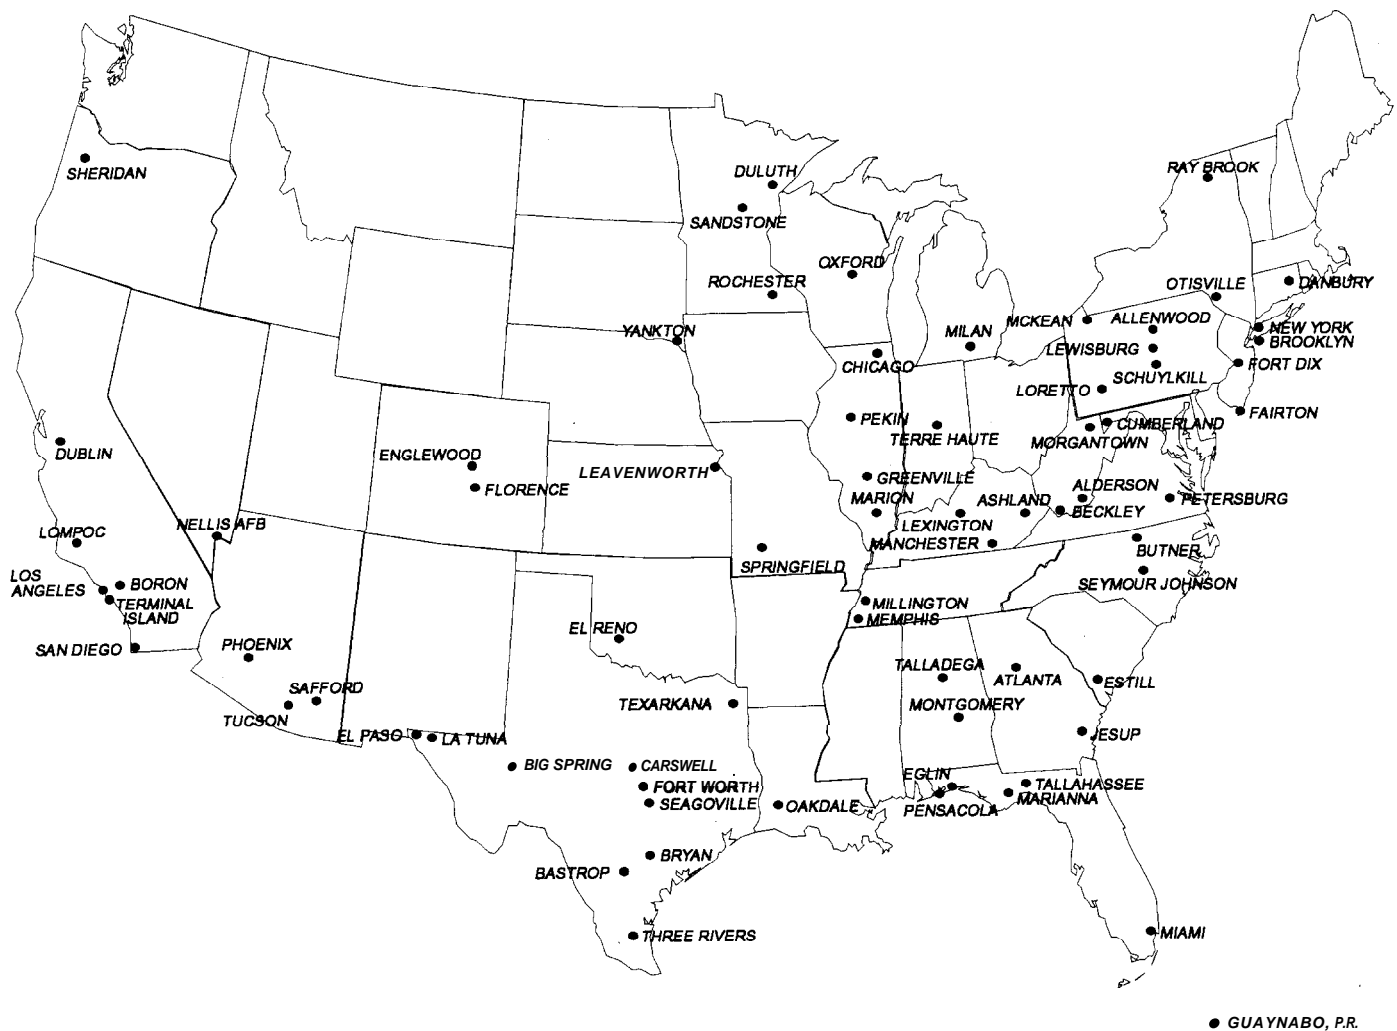 SHERIDAN
DULUTH
SANDSTONE
RAY BROOK
OXFORD
ROCHESTER
OTISVILLE
DANBURY
YANKTON
MILAN
MCKEAN
ALLENWOOD
NEW YORK
BROOKLYN
LEWISBURG
CHICAGO
FORT DIX
SCHUYLKILL
LORETTO
PEKIN
FAIRTON
CUMBERLAND
TERRE HAUTE
MORGANTOWN
DUBLIN
ENGLEWOOD
LEAVENWORTH
GREENVILLE
FLORENCE
ALDERSON
MARION
ASHLAND
PETERSBURG
BECKLEY
NELLIS AFB
LEXINGTON
LOMPOC
MANCHESTER
BUTNER
SPRINGFIELD
LOS
ANGELES
BORON
SEYMOUR JOHNSON
TERMINAL
ISLAND
MILLINGTON
MEMPHIS
EL RENO
SAN DIEGO
PHOENIX
TALLADEGA
ATLANTA
ESTILL
SAFFORD
TUCSON
TEXARKANA
MONTGOMERY
EL PASO
LA TUNA
JESUP
BIG SPRING
CARSWELL
EGLIN
FORT WORTH
TALLAHASSEE
SEAGOVILLE
OAKDALE
PENSACOLA
MARIANNA
BRYAN
BASTROP
THREE RIVERS
MIAMI
GUAYNABO, P.R.